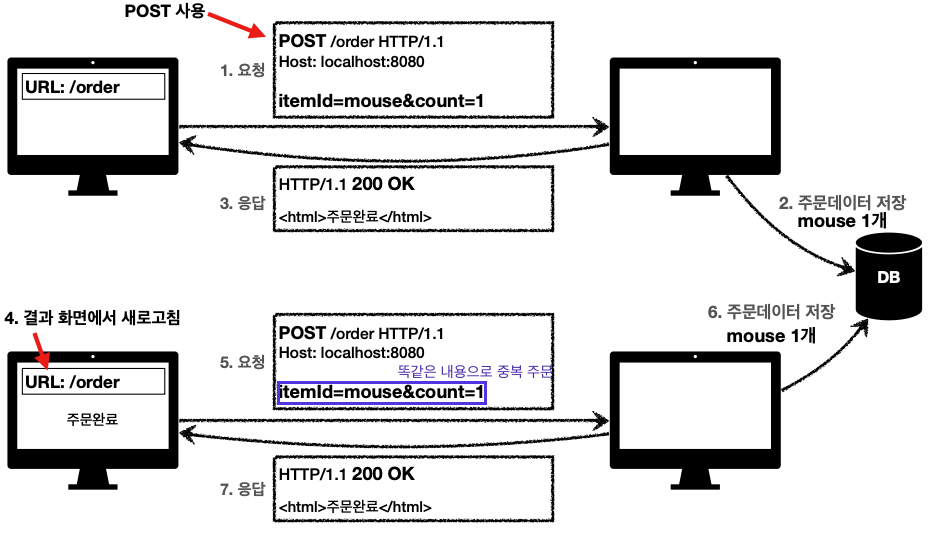 POST 사용
POST /order HTTP/1.1
Host: localhost:8080
1. 요청
itemId=mouse&count=1
URL: /order
HTTP/1.1 200 OK
3. 응답
<html>주문완료</html>
2. 주문데이터 저장
mouse 1개
DB
4. 결과 화면에서 새로고침
6. 주문데이터 저장
mouse 1개
POST /order HTTP/1.1
Host: localhost:8080
5. 요청
똑같은 내용으로 중복 주문
itemId=mouse&count=1
URL: /order
주문완료
HTTP/1.1 200 OK
7. 응답
<html>주문완료</html>